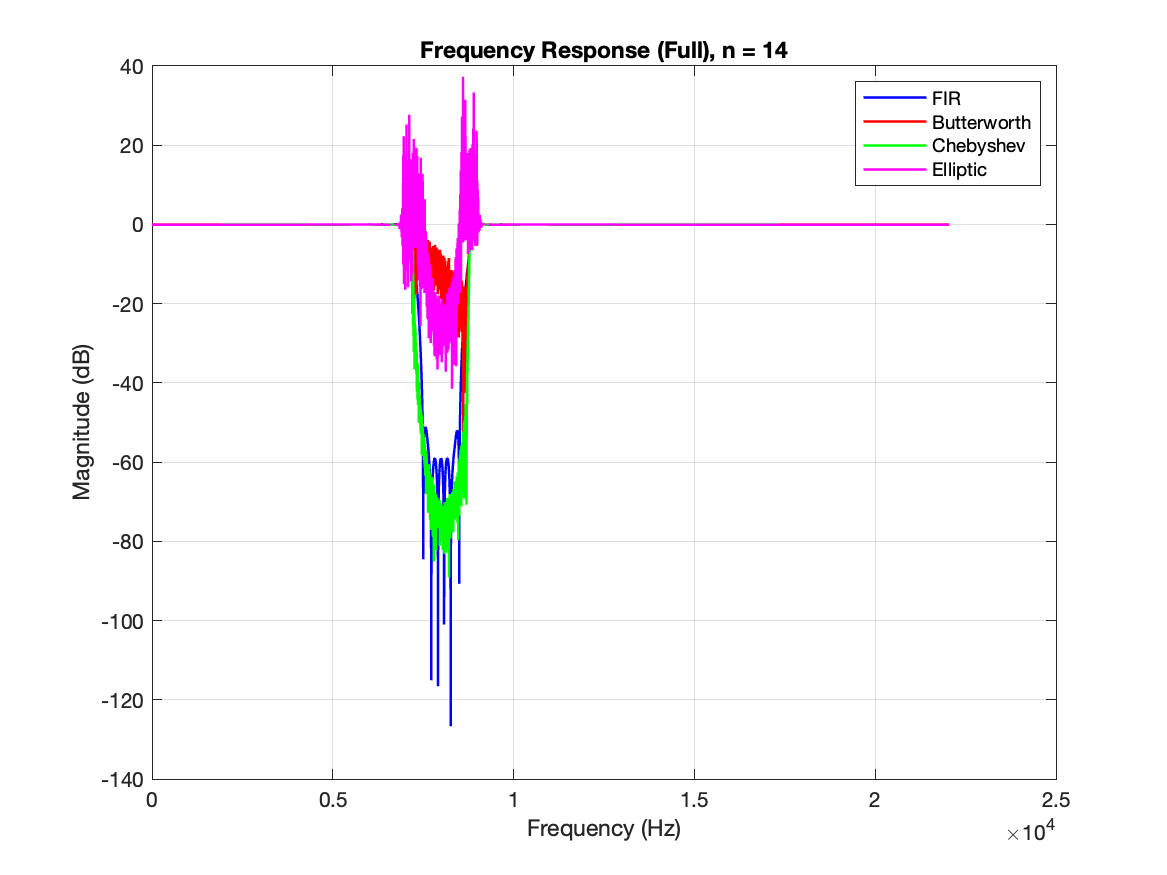 Frequency Response (Full), n = 14
40
20
0
-20
-40
-60
-80
-100
-120
-140
Magnitude (dB)
FIR
Butterworth
Chebyshev
Elliptic
0 0.5 1 1.5 2 2.5
Frequency (Hz)
×10^4